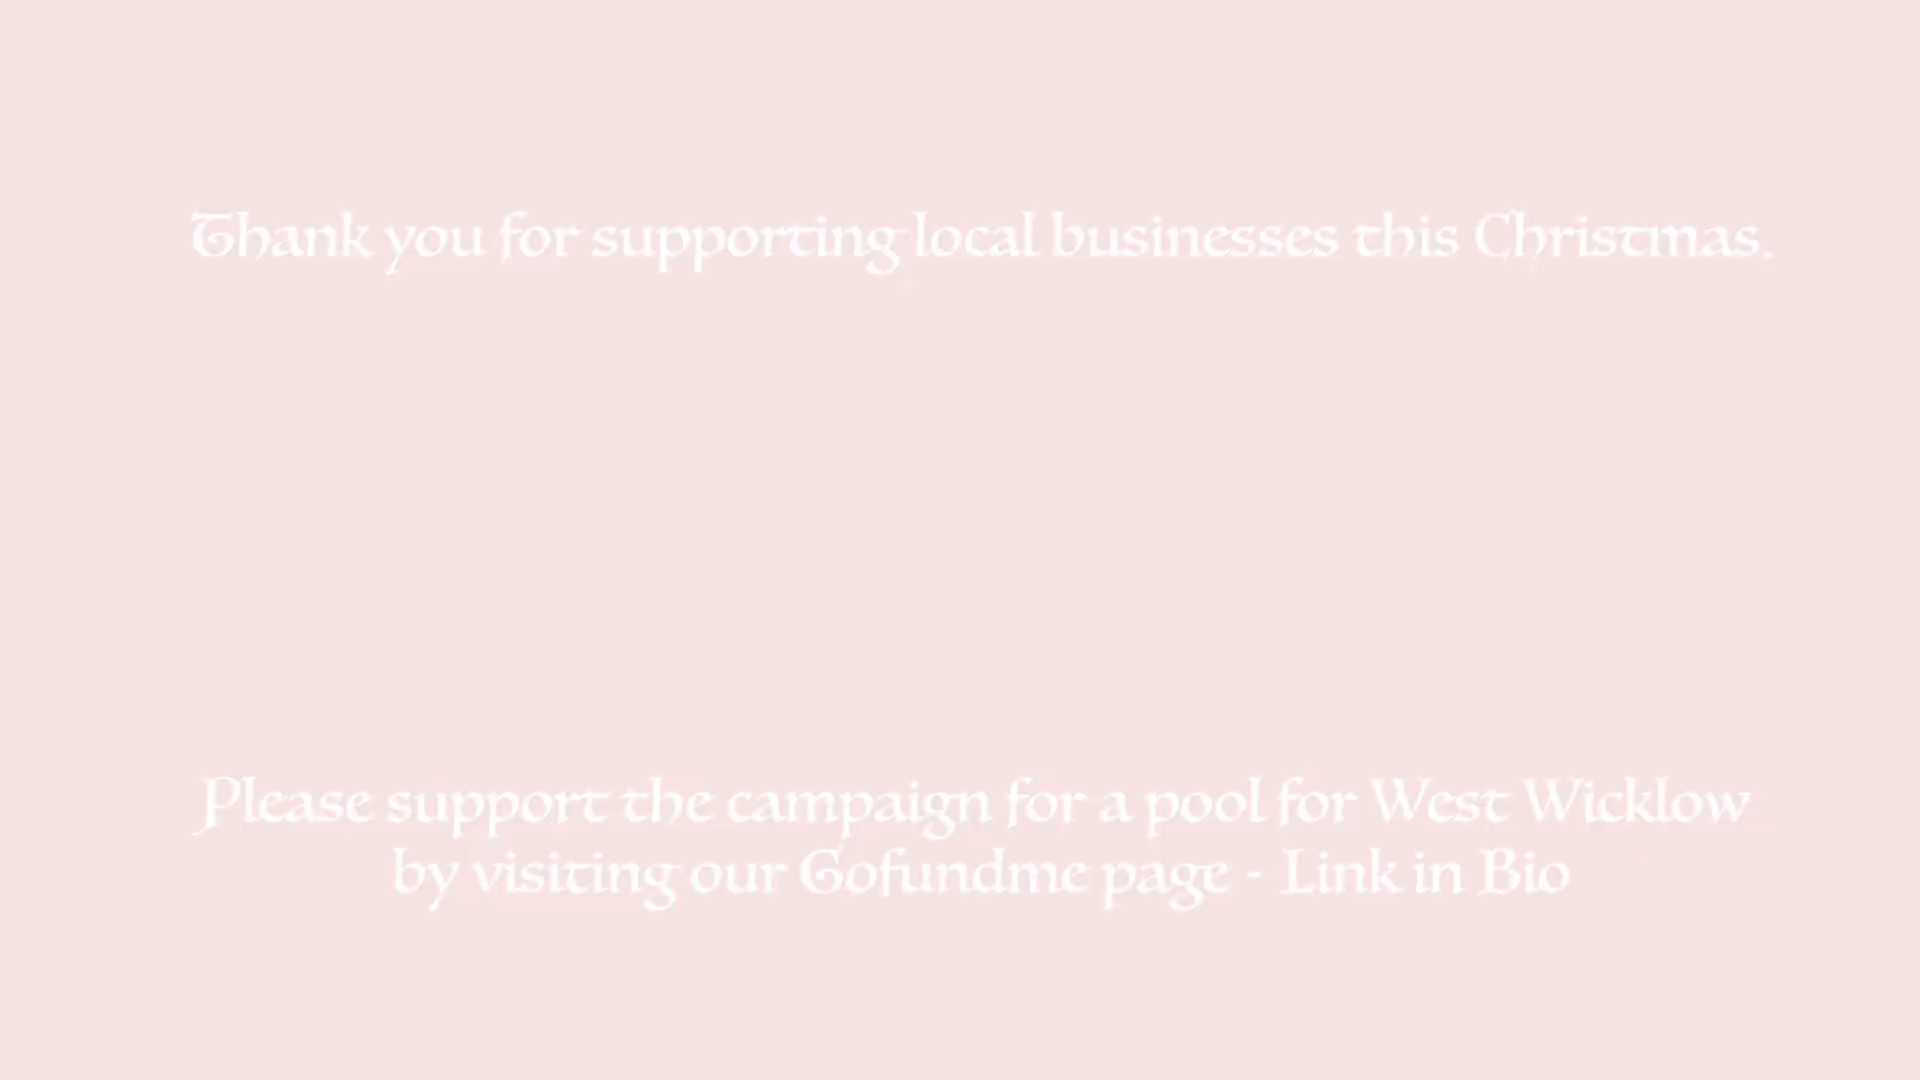 Thank you for supporting local businesses this Christmas.
Please support the campaign for a pool for West Wicklow
by visiting our Gofundme page - Link in Bio